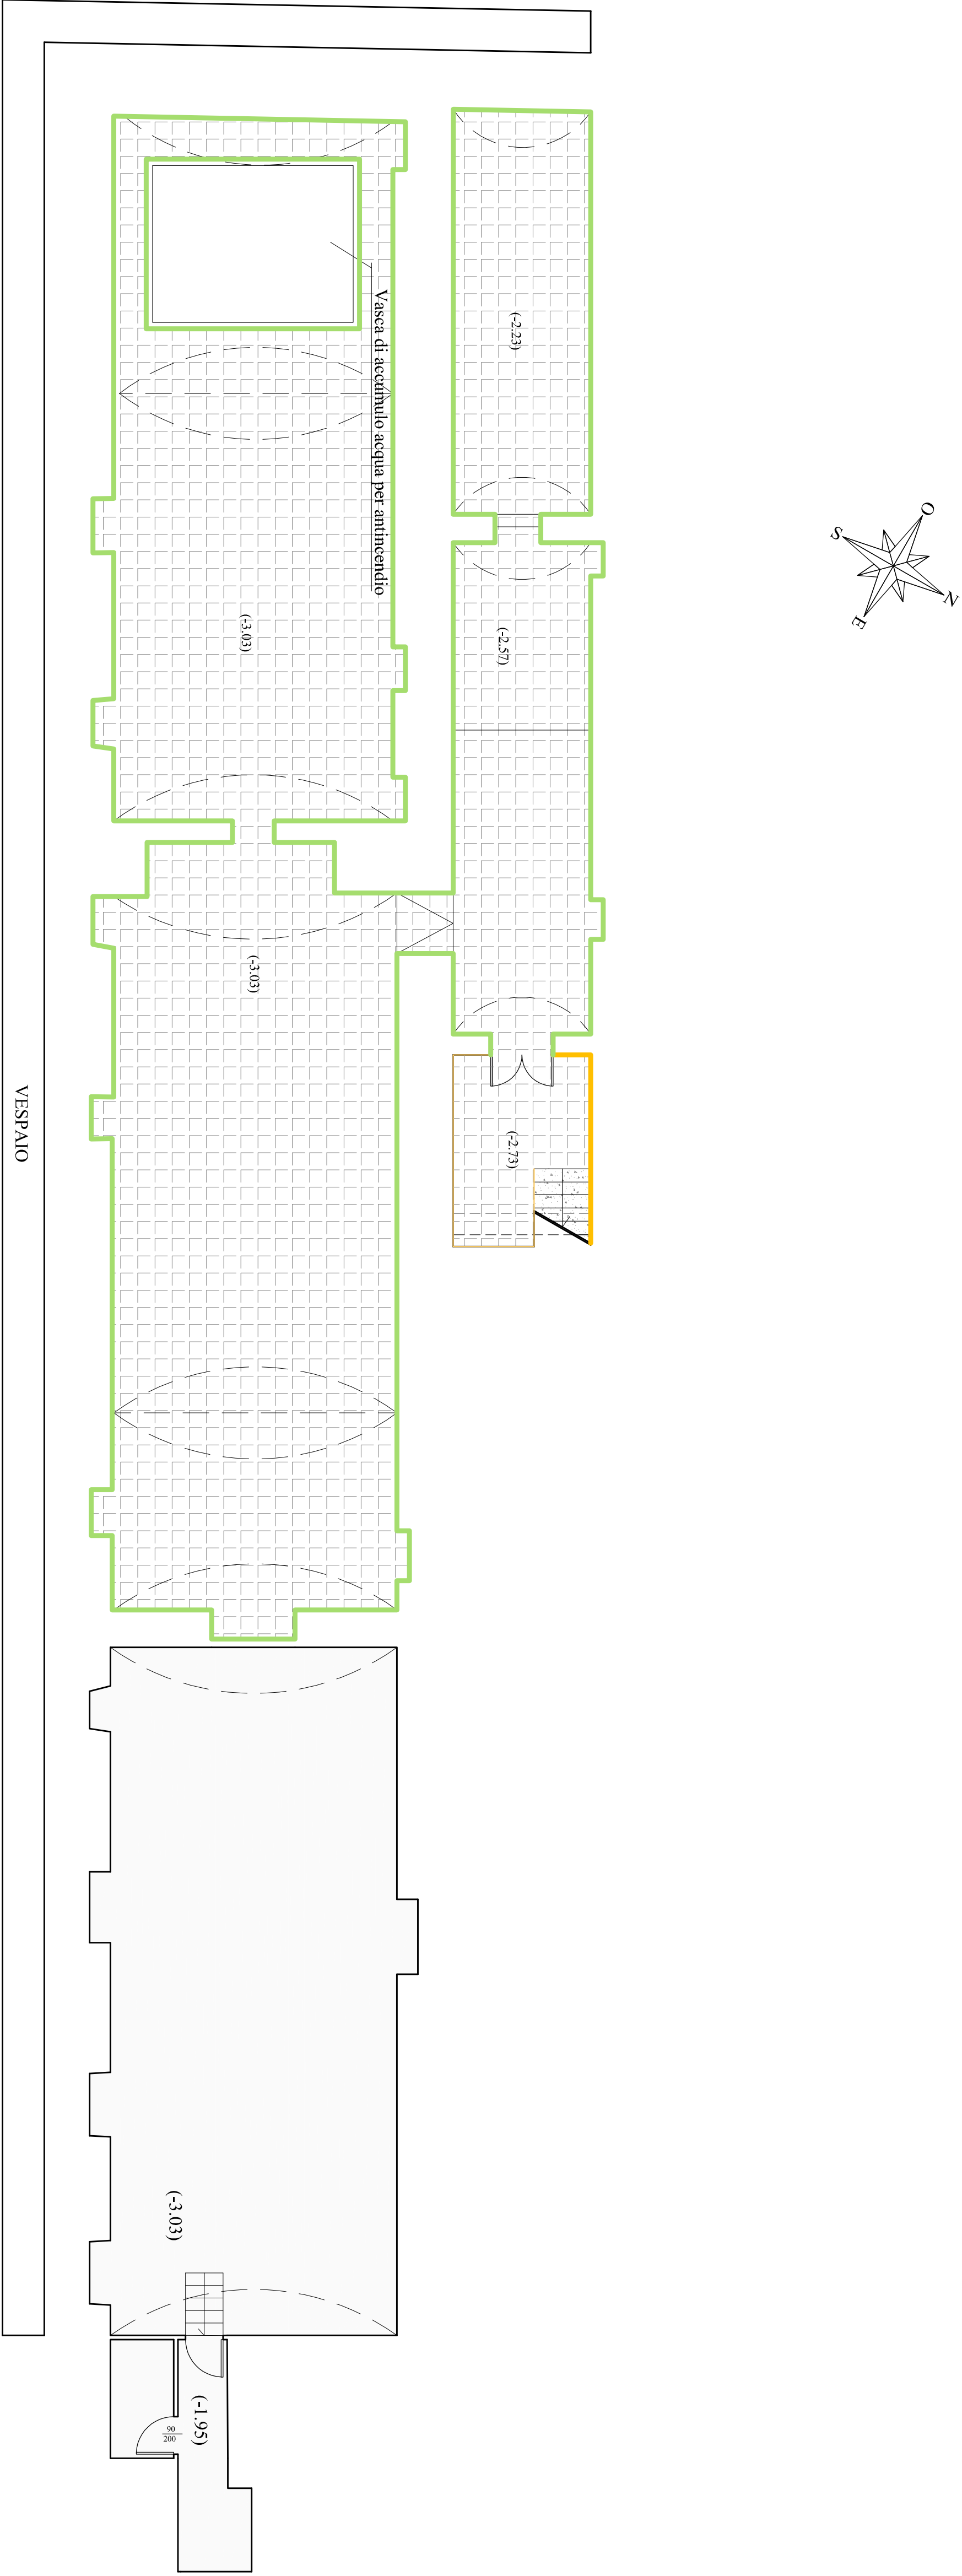 (-2.23)
Vasca di accumulo acqua per antincendio
O
S
N
E
(-3.03)
(-2.57)
(-3.03)
VESPAIO
(-2.73)
(-3.03)
(-1.95)
90
200